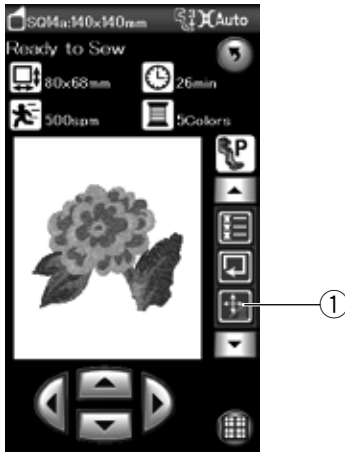 SQ14a:140x140mm Auto
Ready to Sew
80x68mm 26min
500spm 5Colors
P
1